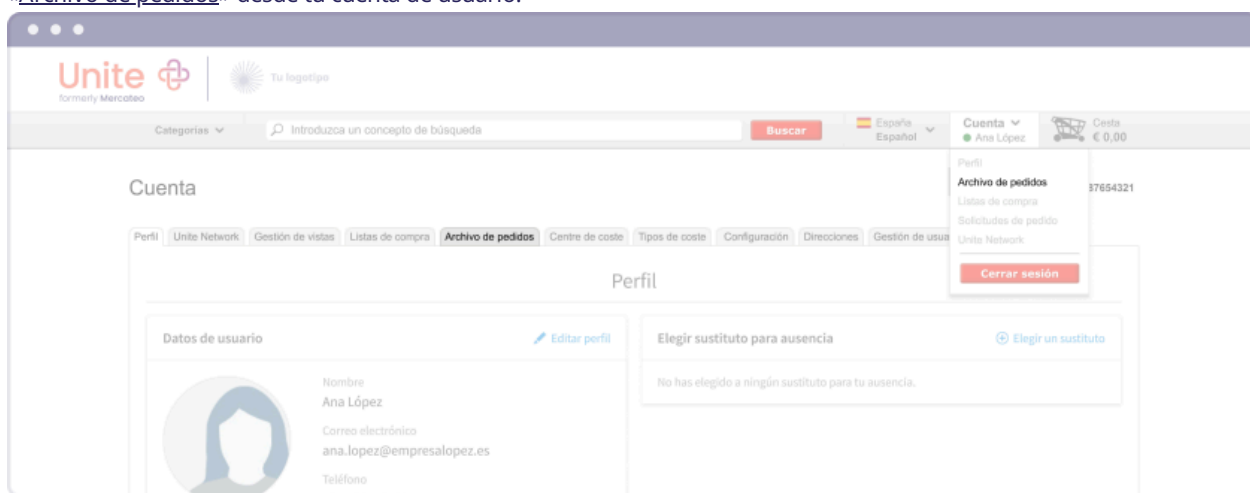 «Archivo de pedidos» desde tu cuenta de usuario.
Unite
formerly Mercateo
Tu logotipo
Categorías
Introduzca un concepto de búsqueda
Buscar
España
Español
Cuenta
Ana López
Cesta
€ 0,00
Perfil
Archivo de pedidos
Listas de compra
Solicitudes de pedido
Unite Network
Cerrar sesión
Cuenta
37654321
Perfil
Unite Network
Gestión de vistas
Listas de compra
Archivo de pedidos
Centre de coste
Tipos de coste
Configuración
Direcciones
Gestión de usua
Perfil
Datos de usuario
Editar perfil
Nombre
Ana López
Correo electrónico
ana.lopez@empresalopez.es
Teléfono
Elegir sustituto para ausencia
Elegir un sustituto
No has elegido a ningún sustituto para tu ausencia.